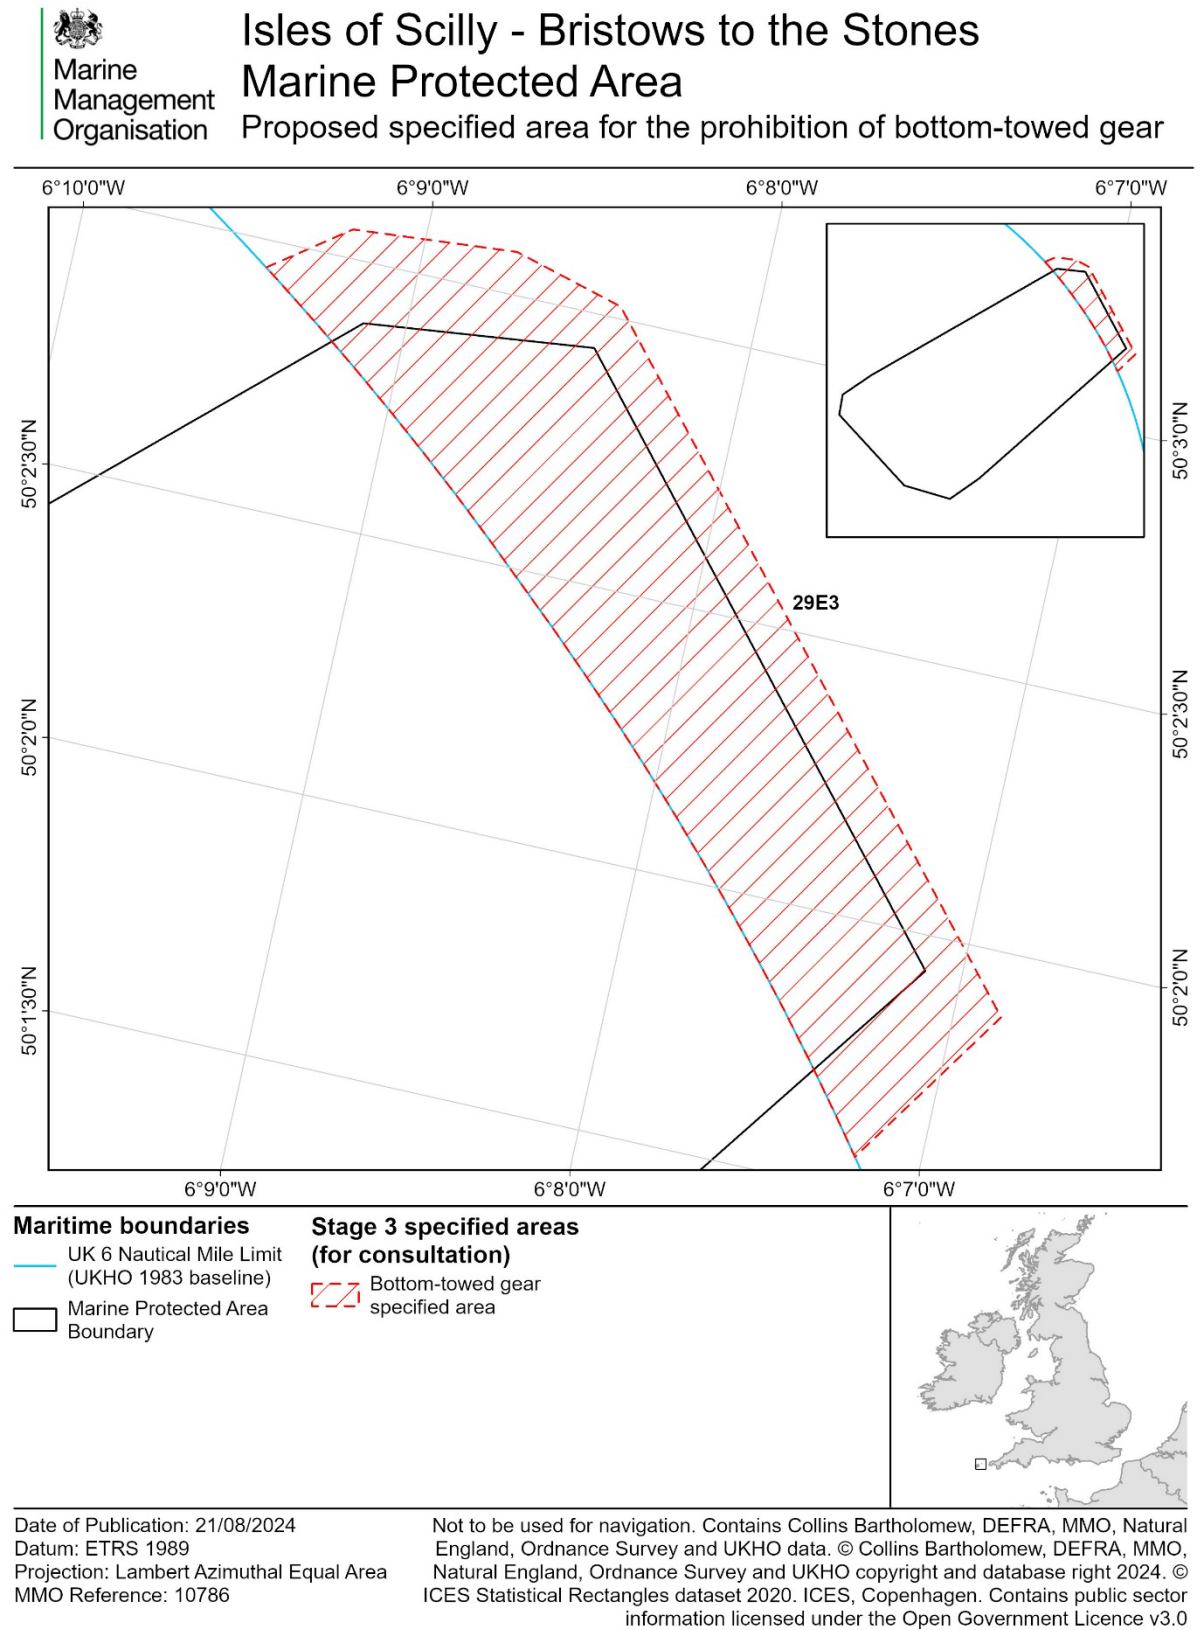 Marine
Management
Organisation
Isles of Scilly - Bristows to the Stones
Marine Protected Area
Proposed specified area for the prohibition of bottom-towed gear
6°10'0"W
6°9'0"W
6°8'0"W
6°7'0"W
50°2'30"N
50°2'0"N
50°1'30"N
50°3'0"N
50°2'30"N
50°2'0"N
29E3
6°9'0"W
6°8'0"W
6°7'0"W
Maritime boundaries
UK 6 Nautical Mile Limit
(UKHO 1983 baseline)
Marine Protected Area
Boundary
Stage 3 specified areas
(for consultation)
Bottom-towed gear
specified area
Date of Publication: 21/08/2024
Datum: ETRS 1989
Projection: Lambert Azimuthal Equal Area
MMO Reference: 10786
Not to be used for navigation. Contains Collins Bartholomew, DEFRA, MMO, Natural
England, Ordnance Survey and UKHO data. © Collins Bartholomew, DEFRA, MMO,
Natural England, Ordnance Survey and UKHO copyright and database right 2024. ©
ICES Statistical Rectangles dataset 2020. ICES, Copenhagen. Contains public sector
information licensed under the Open Government Licence v3.0